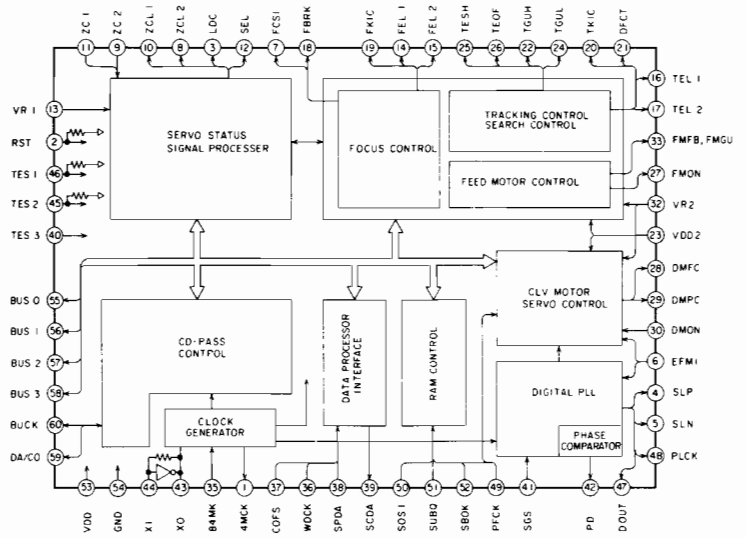 ZC 1
ZC 2
ZCL 1
ZCL 2
LDC
SEL
FCSI
FBRK
FKIC
FEL 1
FEL 2
TESH
TEOF
TGUH
TGUL
TKIC
DFCT
11
9
10
8
3
12
7
18
19
14
15
25
26
22
24
20
21
VR 1 13
RST 2
TES 1 46
TES 2 45
TES 3 40
BUS 0 55
BUS 1 56
BUS 2 57
BUS 3 58
BUCK 60
DA/CO 59
SERVO STATUS
SIGNAL PROCESSER
FOCUS CONTROL
TRACKING CONTROL
SEARCH CONTROL
FEED MOTOR CONTROL
CD-PASS
CONTROL
CLOCK
GENERATOR
DATA PROCESSOR
INTERFACE
RAM CONTROL
CLV MOTOR
SERVO CONTROL
DIGITAL PLL
PHASE
COMPARATOR
16 TEL 1
17 TEL 2
33 FMFB, FMGU
27 FMON
32 VR2
23 VDD2
28 DMFC
29 DMPC
30 DMON
6 EFMI
4 SLP
5 SLN
48 PLCK
53
54
44
43
35
1
37
36
38
39
50
51
52
49
41
42
47
VDD
GND
XI
XO
84MK
4MCK
COFS
WDCK
SPDA
SCDA
SOS 1
SUBQ
SBOK
PFCK
SGS
PD
DOUT